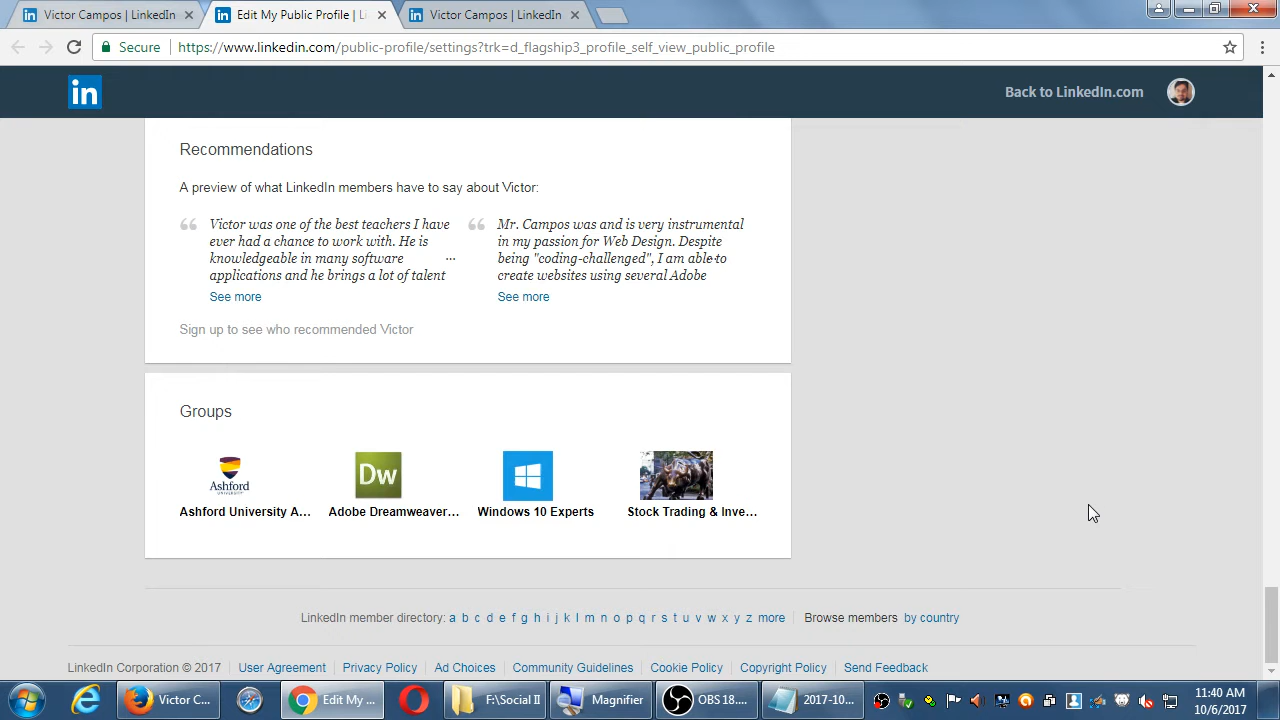 Victor Campos | LinkedIn
Edit My Public Profile | L
Victor Campos | LinkedIn
Secure
https://www.linkedin.com/public-profile/settings?trk=d_flagship3_profile_self_view_public_profile
in
Back to LinkedIn.com
Recommendations
A preview of what LinkedIn members have to say about Victor:
“ Victor was one of the best teachers I have
ever had a chance to work with. He is
knowledgeable in many software ...
applications and he brings a lot of talent
See more
“ Mr. Campos was and is very instrumental
in my passion for Web Design. Despite
being "coding-challenged", I am able to
create websites using several Adobe
See more
Sign up to see who recommended Victor
Groups
Ashford
UNIVERSITY
Dw
Ashford University A...
Adobe Dreamweaver...
Windows 10 Experts
Stock Trading & Inve...
LinkedIn member directory: a b c d e f g h i j k l m n o p q r s t u v w x y z more
Browse members by country
LinkedIn Corporation © 2017
User Agreement
Privacy Policy
Ad Choices
Community Guidelines
Cookie Policy
Copyright Policy
Send Feedback
Victor C...
Edit My ...
F:\Social II
Magnifier
OBS 18....
2017-10...
11:40 AM
10/6/2017